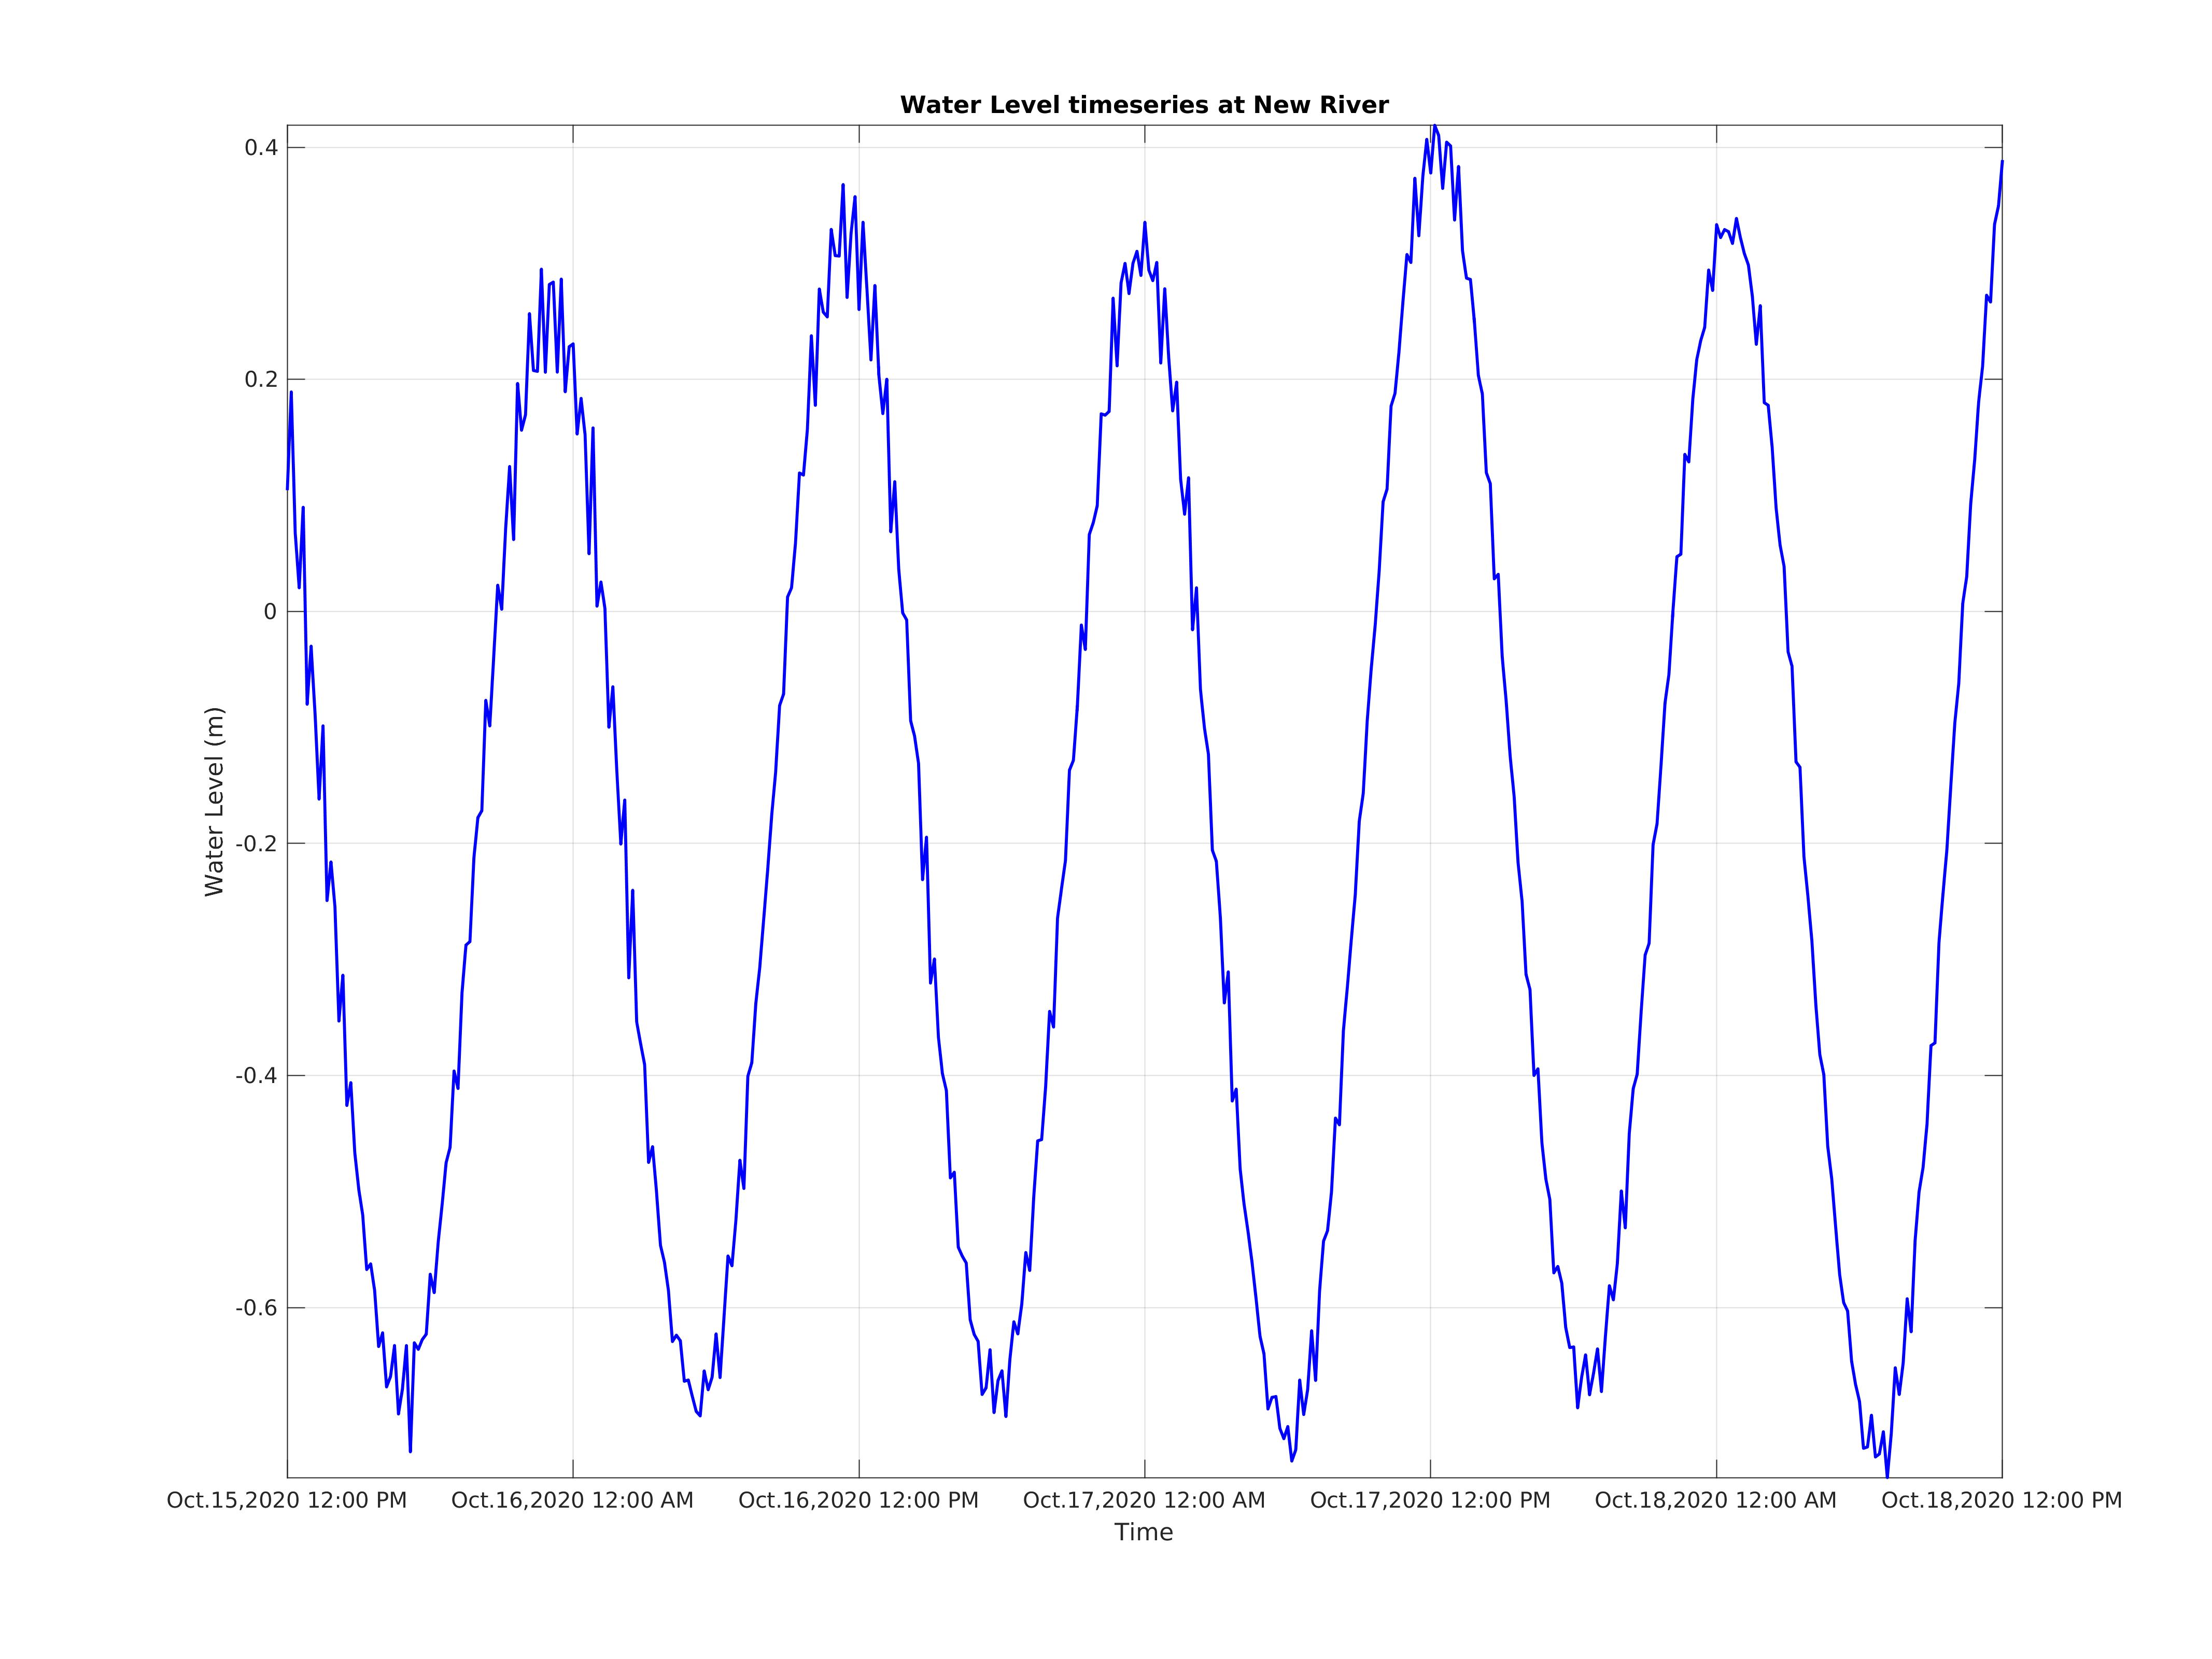 Water Level timeseries at New River
0.4
0.2
0
-0.2
-0.4
-0.6
Water Level (m)
Oct.15,2020 12:00 PM Oct.16,2020 12:00 AM Oct.16,2020 12:00 PM Oct.17,2020 12:00 AM Oct.17,2020 12:00 PM Oct.18,2020 12:00 AM Oct.18,2020 12:00 PM
Time